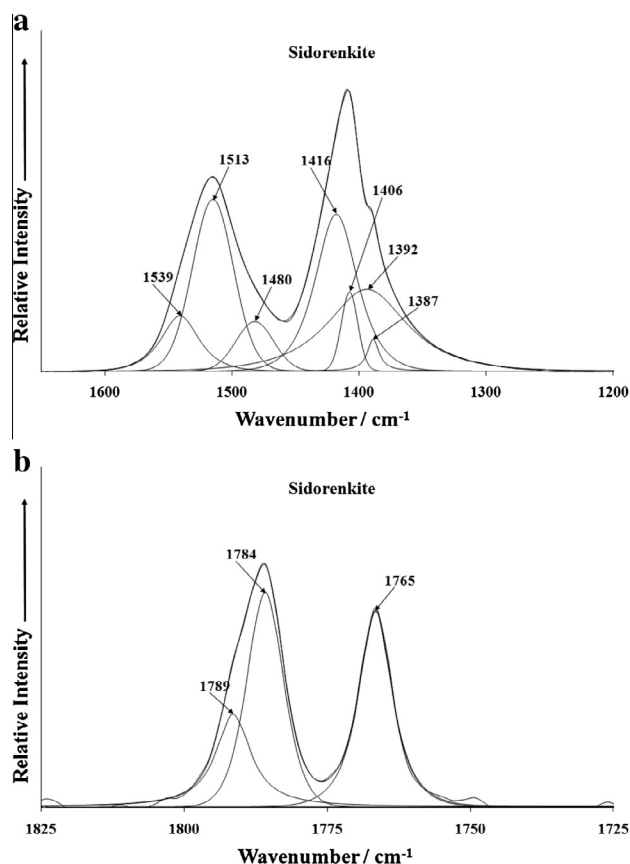 a
Sidorenkite
Relative Intensity
1513
1416
1406
1392
1539
1480
1387
1600 1500 1400 1300 1200
Wavenumber / cm-1
b
Sidorenkite
Relative Intensity
1784
1765
1789
1825 1800 1775 1750 1725
Wavenumber / cm-1